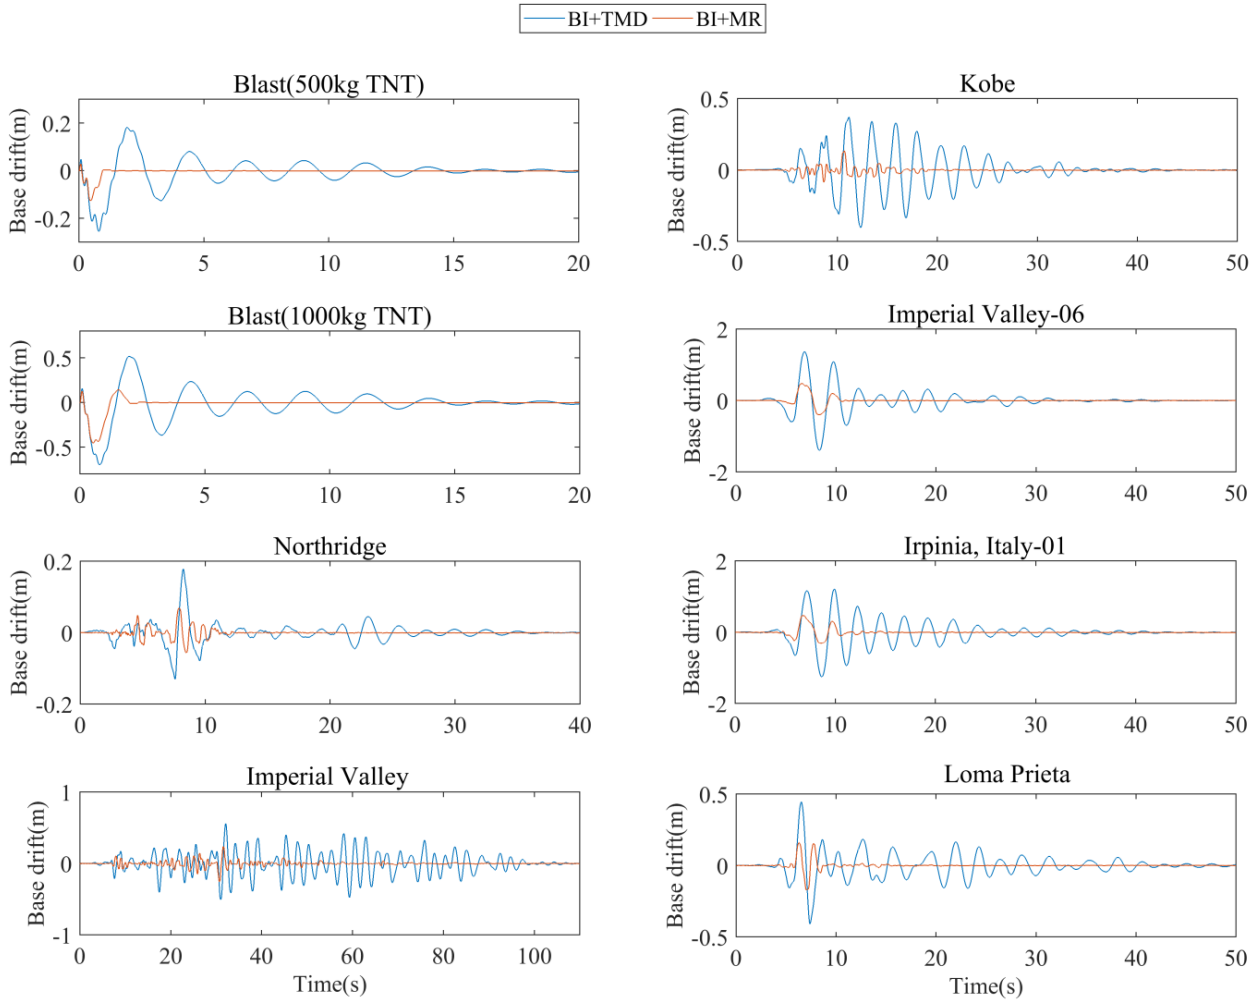 BI+TMD BI+MR
Blast(500kg TNT)
Base drift(m)
0.2
0
-0.2
0 5 10 15 20
Kobe
Base drift(m)
0.5
0
-0.5
0 10 20 30 40 50
Blast(1000kg TNT)
Base drift(m)
0.5
0
-0.5
0 5 10 15 20
Imperial Valley-06
Base drift(m)
2
0
-2
0 10 20 30 40 50
Northridge
Base drift(m)
0.2
0
-0.2
0 10 20 30 40
Irpinia, Italy-01
Base drift(m)
2
0
-2
0 10 20 30 40 50
Imperial Valley
Base drift(m)
1
0
-1
0 20 40 60 80 100
Time(s)
Loma Prieta
Base drift(m)
0.5
0
-0.5
0 10 20 30 40 50
Time(s)